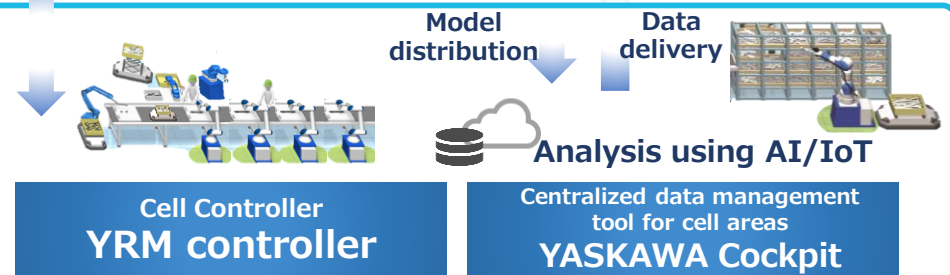 Model
distribution
Data
delivery
Analysis using AI/IoT
Cell Controller
YRM controller
Centralized data management
tool for cell areas
YASKAWA Cockpit